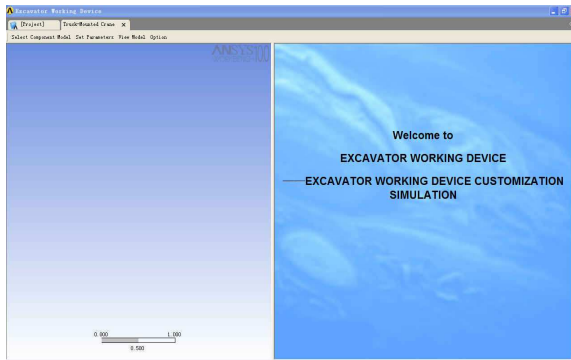 Excavator Working Device
[Project] Truck-Mounted Crane ×
Select Component Model Set Parameters View Model Option
ANSYS
Welcome to
EXCAVATOR WORKING DEVICE
——EXCAVATOR WORKING DEVICE CUSTOMIZATION
SIMULATION
0.000 1.000
0.500